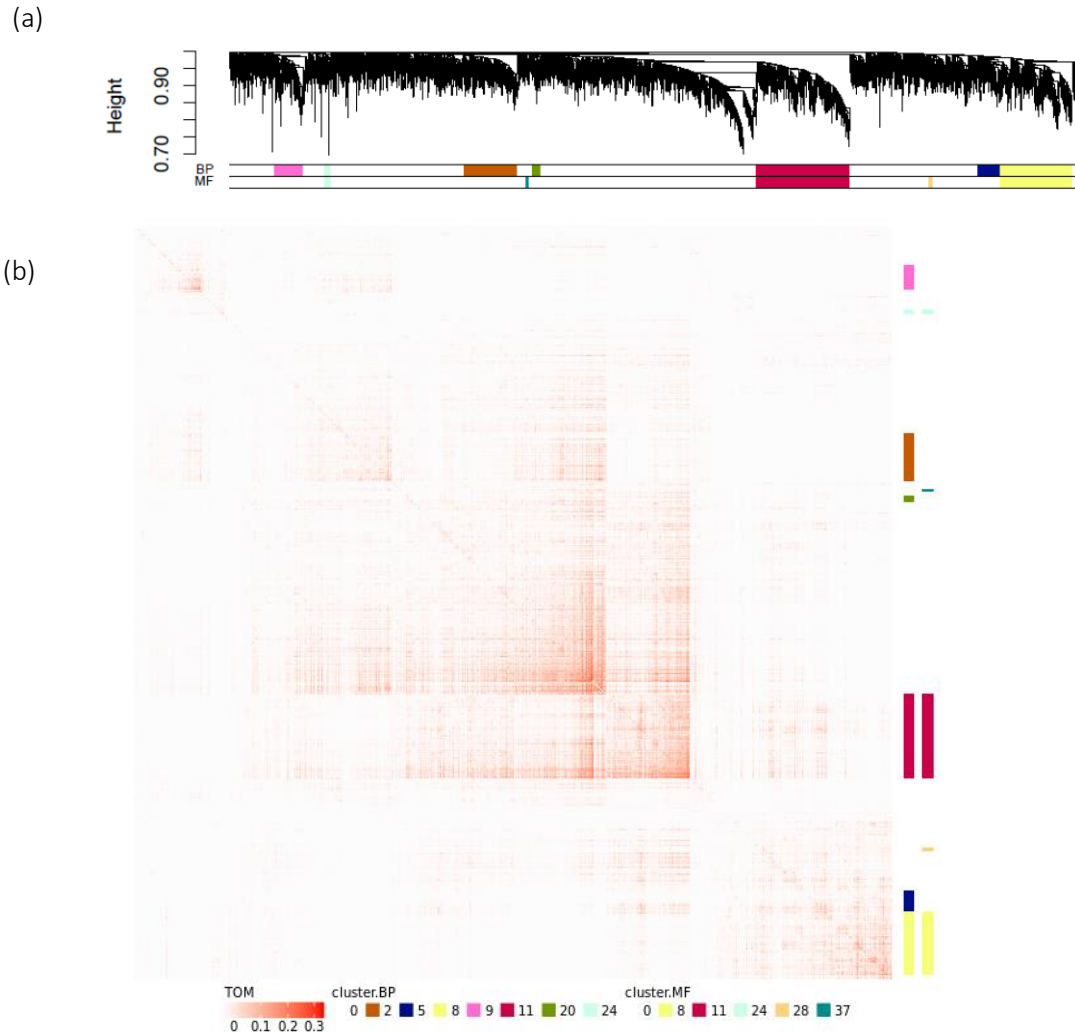 (a)
Height
0.90
0.70
BP
MF
(b)
TOM
0 0.1 0.2 0.3
cluster.BP
0 2 5 8 9 11 20 24
cluster.MF
0 8 11 24 28 37